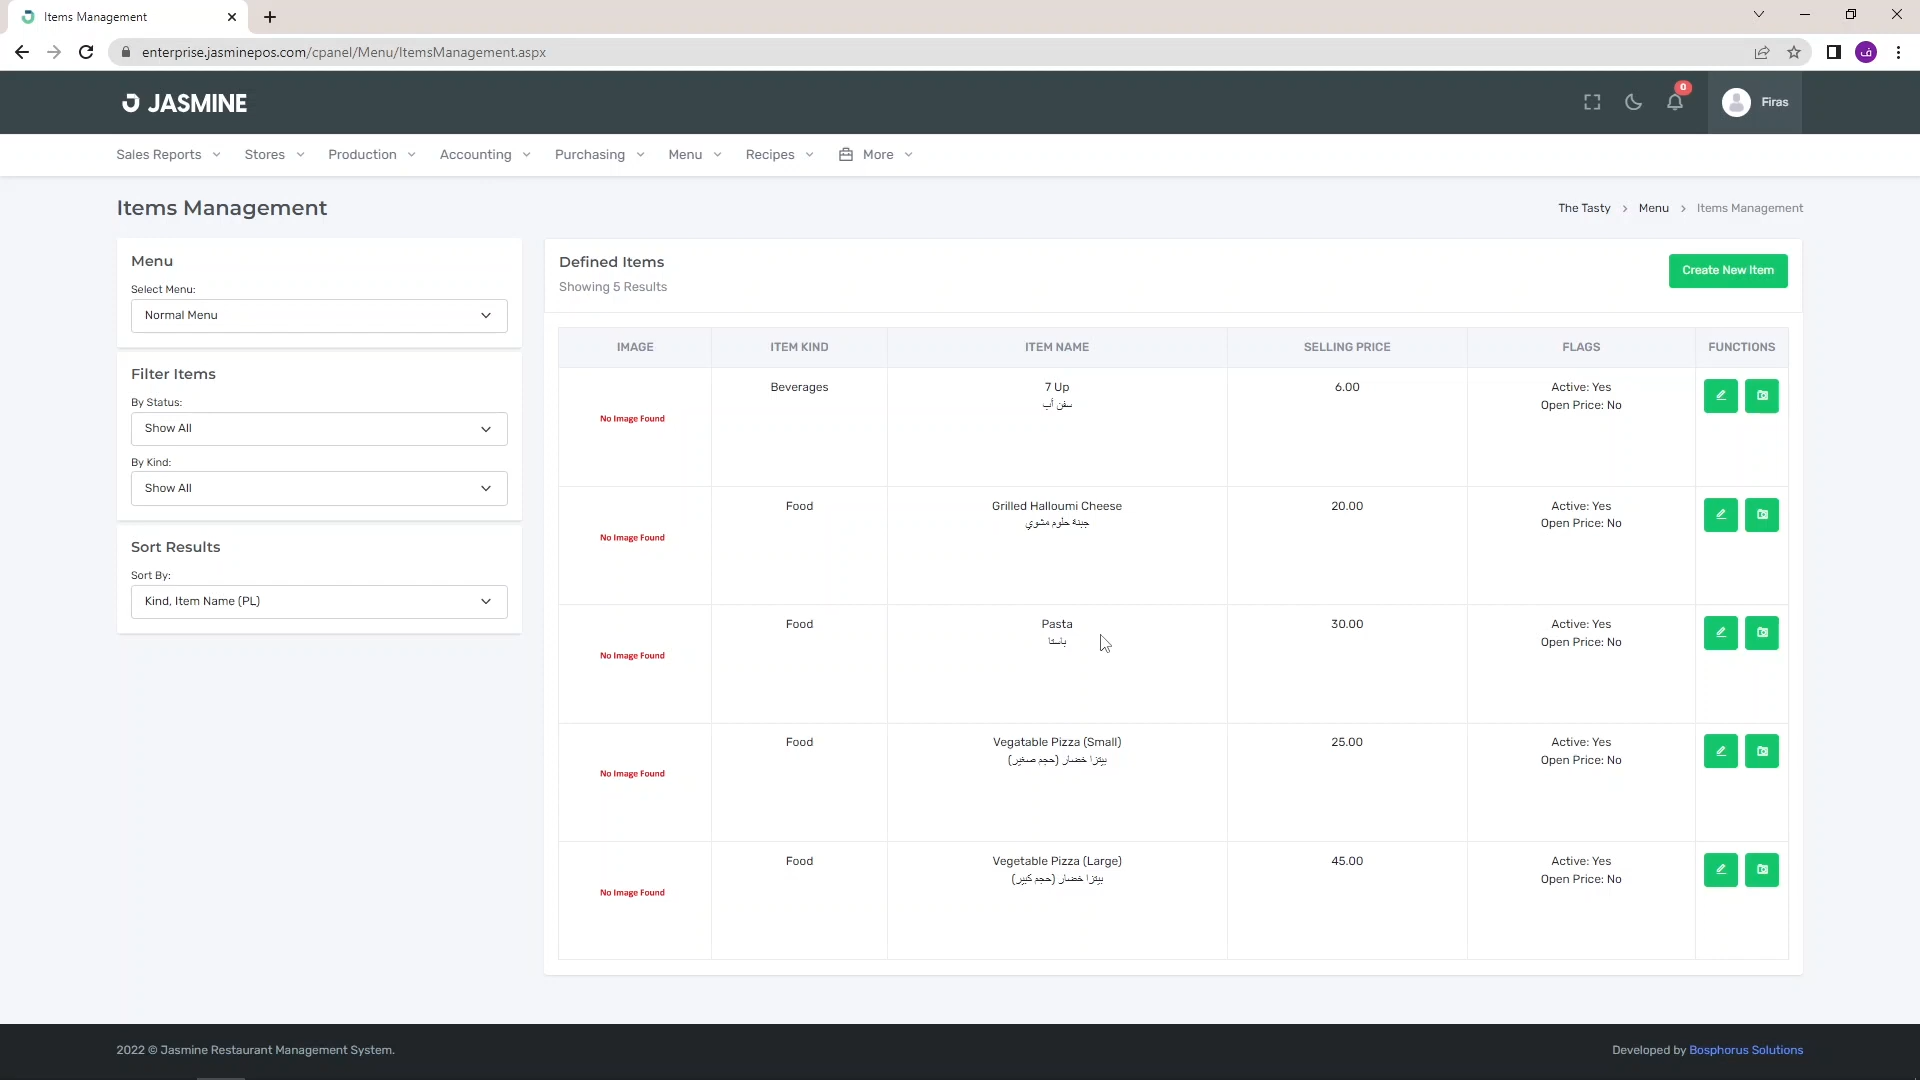 Items Management
enterprise.jasminepos.com/cpanel/Menu/ItemsManagement.aspx
ف
JASMINE
0
Firas
Sales Reports
Stores
Production
Accounting
Purchasing
Menu
Recipes
More
Items Management
The Tasty > Menu > Items Management
Menu
Select Menu:
Normal Menu
Filter Items
By Status:
Show All
By Kind:
Show All
Sort Results
Sort By:
Kind, Item Name (PL)
Defined Items
Showing 5 Results
Create New Item
IMAGE ITEM KIND ITEM NAME SELLING PRICE FLAGS FUNCTIONS
Beverages 7 Up 6.00 Active: Yes
سفن أب Open Price: No
No Image Found
Food Grilled Halloumi Cheese 20.00 Active: Yes
جبنة حلوم مشوي Open Price: No
No Image Found
Food Pasta 30.00 Active: Yes
باستا Open Price: No
No Image Found
Food Vegatable Pizza (Small) 25.00 Active: Yes
بيتزا خضار (حجم صغير) Open Price: No
No Image Found
Food Vegetable Pizza (Large) 45.00 Active: Yes
بيتزا خضار (حجم كبير) Open Price: No
No Image Found
2022 © Jasmine Restaurant Management System.
Developed by Bosphorus Solutions